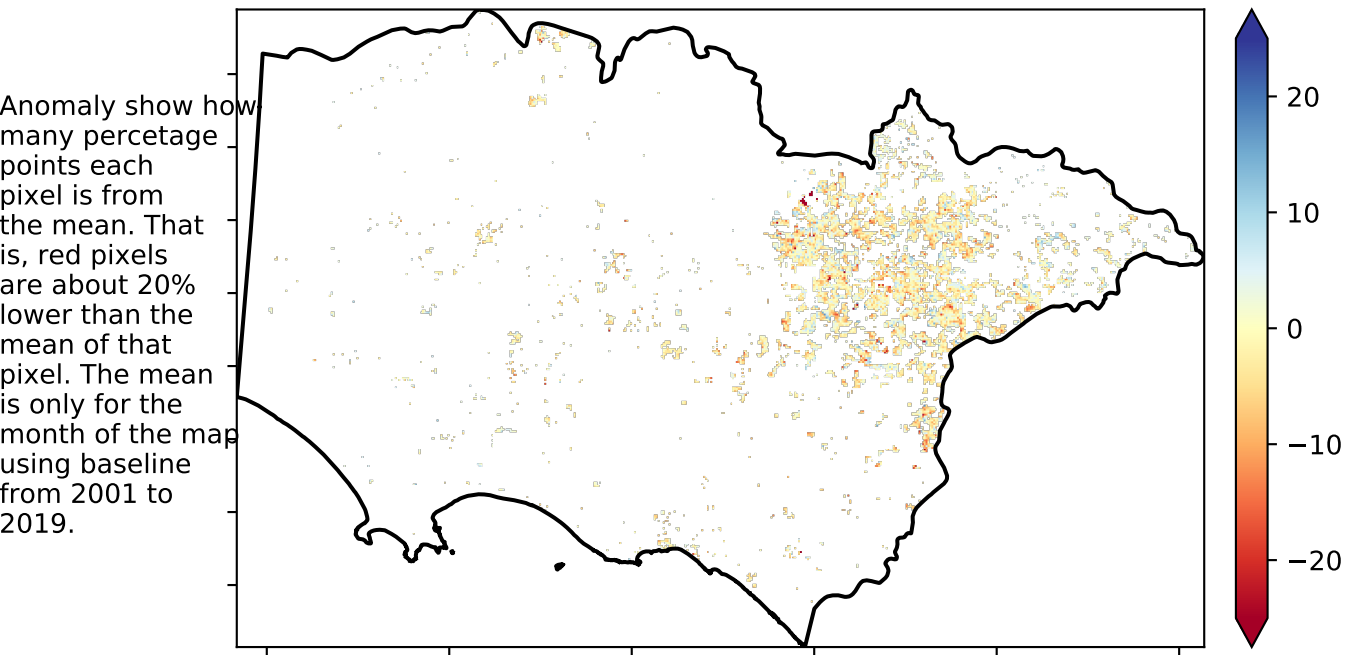 Anomaly show how
many percetage
points each
pixel is from
the mean. That
is, red pixels
are about 20%
lower than the
mean of that
pixel. The mean
is only for the
month of the map
using baseline
from 2001 to
2019.
20
10
0
−10
−20